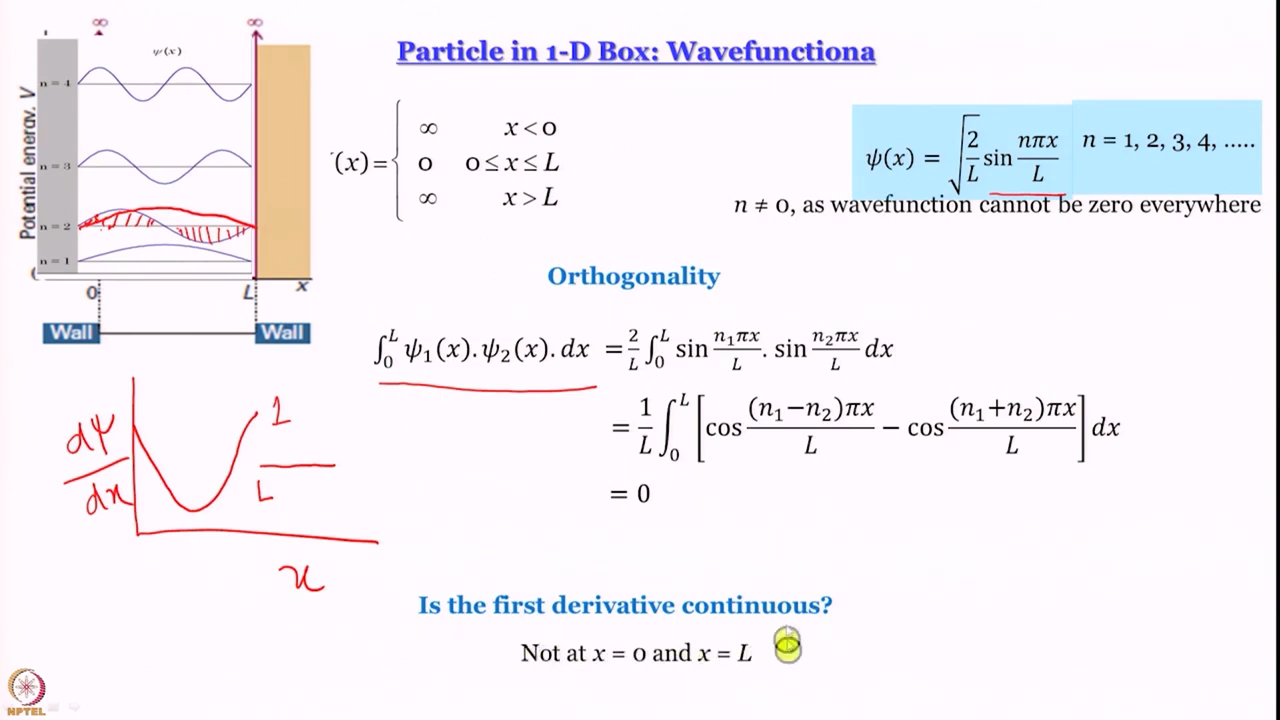 Particle in 1-D Box: Wavefunctiona
∞ ∞
ψ(x)
n = 4
n = 3
n = 2
n = 1
Potential energy, V
0 L x
Wall Wall
(x) = { ∞ x < 0
0 0 ≤ x ≤ L
∞ x > L
ψ(x) = √(2/L) sin nπx/L n = 1, 2, 3, 4, .....
n ≠ 0, as wavefunction cannot be zero everywhere
Orthogonality
∫₀ᴸ ψ₁(x). ψ₂(x). dx = 2/L ∫₀ᴸ sin n₁πx/L . sin n₂πx/L dx
= 1/L ∫₀ᴸ [cos (n₁−n₂)πx/L − cos (n₁+n₂)πx/L] dx
= 0
dψ/dx
1/L
x
Is the first derivative continuous?
Not at x = 0 and x = L
NPTEL